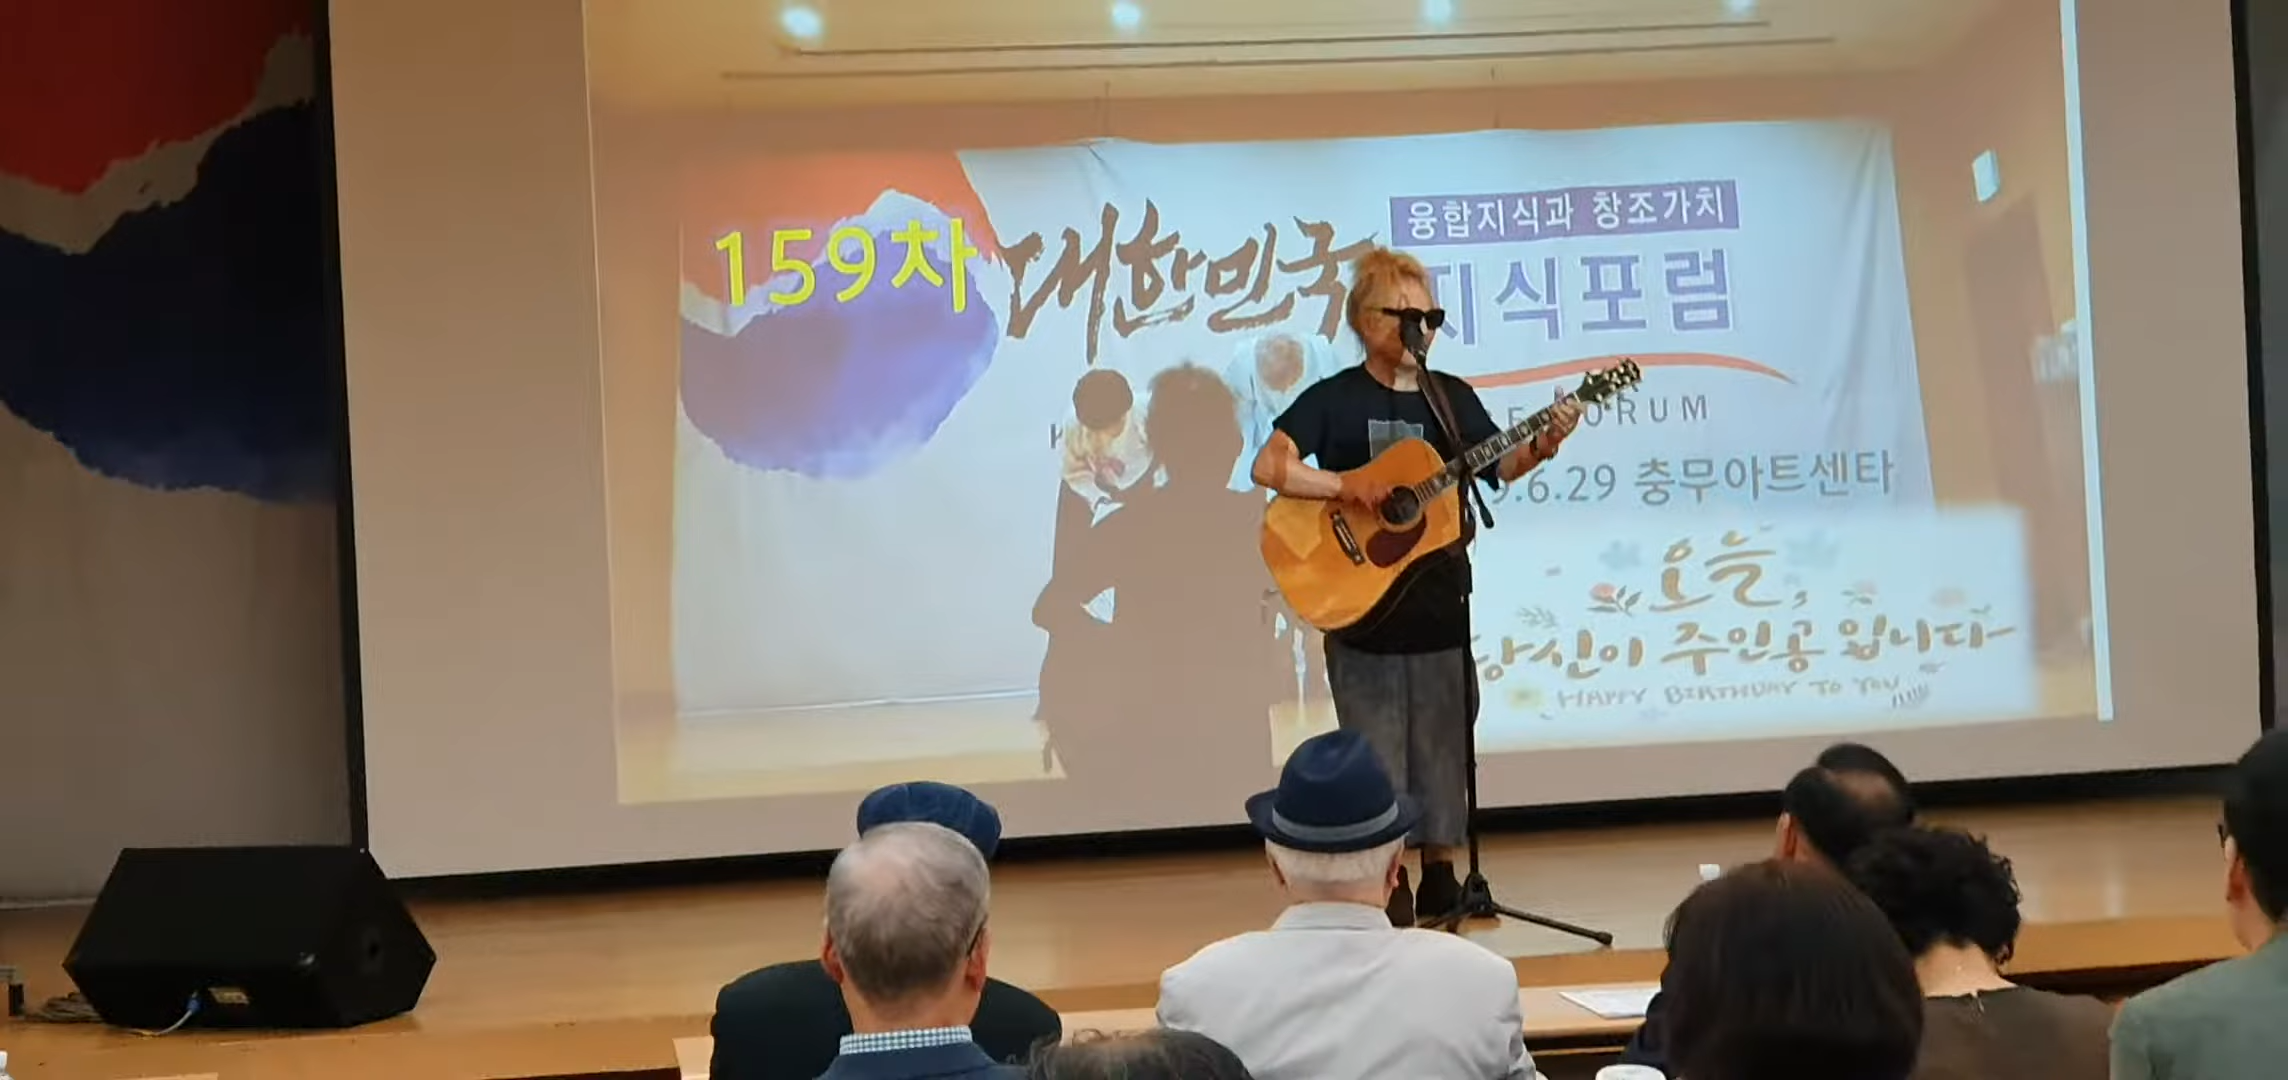 159차
대한민국
융합지식과 창조가치
지식포럼
ORUM
9.6.29 충무아트센타
오늘,
당신이 주인공 입니다
HAPPY BIRTHDAY TO YOU